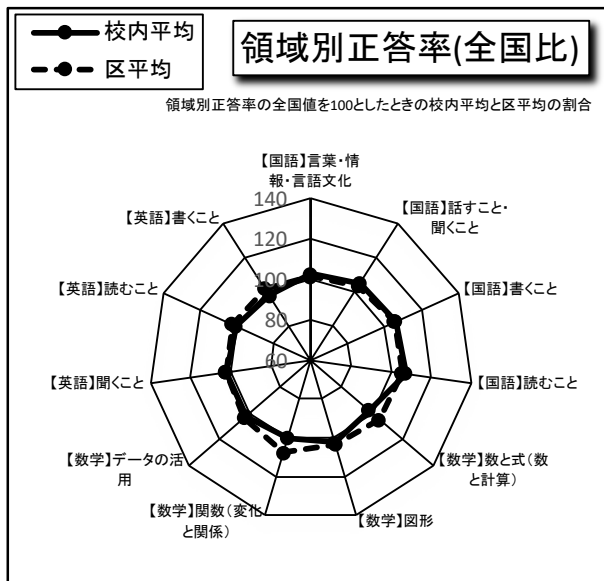 校内平均
区平均
領域別正答率(全国比)
領域別正答率の全国値を100としたときの校内平均と区平均の割合
【国語】言葉・情
報・言語文化
【国語】話すこと・
聞くこと
【国語】書くこと
【国語】読むこと
【数学】数と式(数
と計算)
【数学】図形
【数学】関数(変化
と関係)
【数学】データの活
用
【英語】聞くこと
【英語】読むこと
【英語】書くこと
140
120
100
80
60